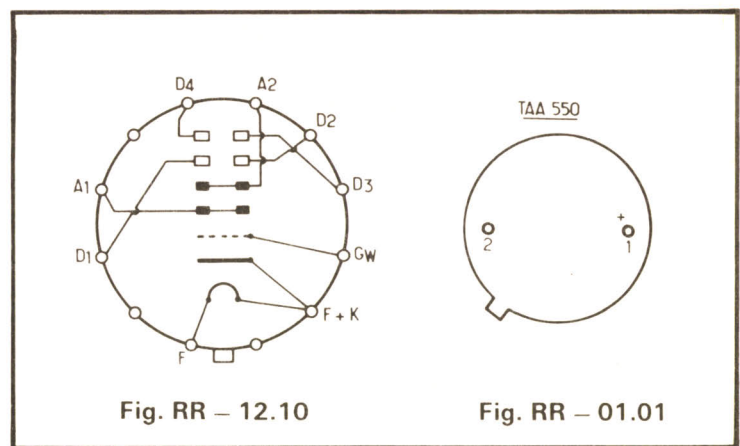 D4
A2
D2
A1
D3
D1
GW
F + K
F
Fig. RR – 12.10
TAA 550
+
2
1
Fig. RR – 01.01